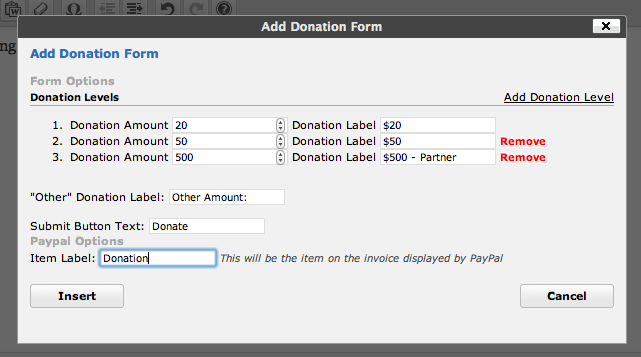 Add Donation Form
ng
Add Donation Form
Form Options
Donation Levels Add Donation Level
1. Donation Amount 20 Donation Label $20
2. Donation Amount 50 Donation Label $50 Remove
3. Donation Amount 500 Donation Label $500 - Partner Remove
"Other" Donation Label: Other Amount:
Submit Button Text: Donate
Paypal Options
Item Label: Donation This will be the item on the invoice displayed by PayPal
Insert Cancel